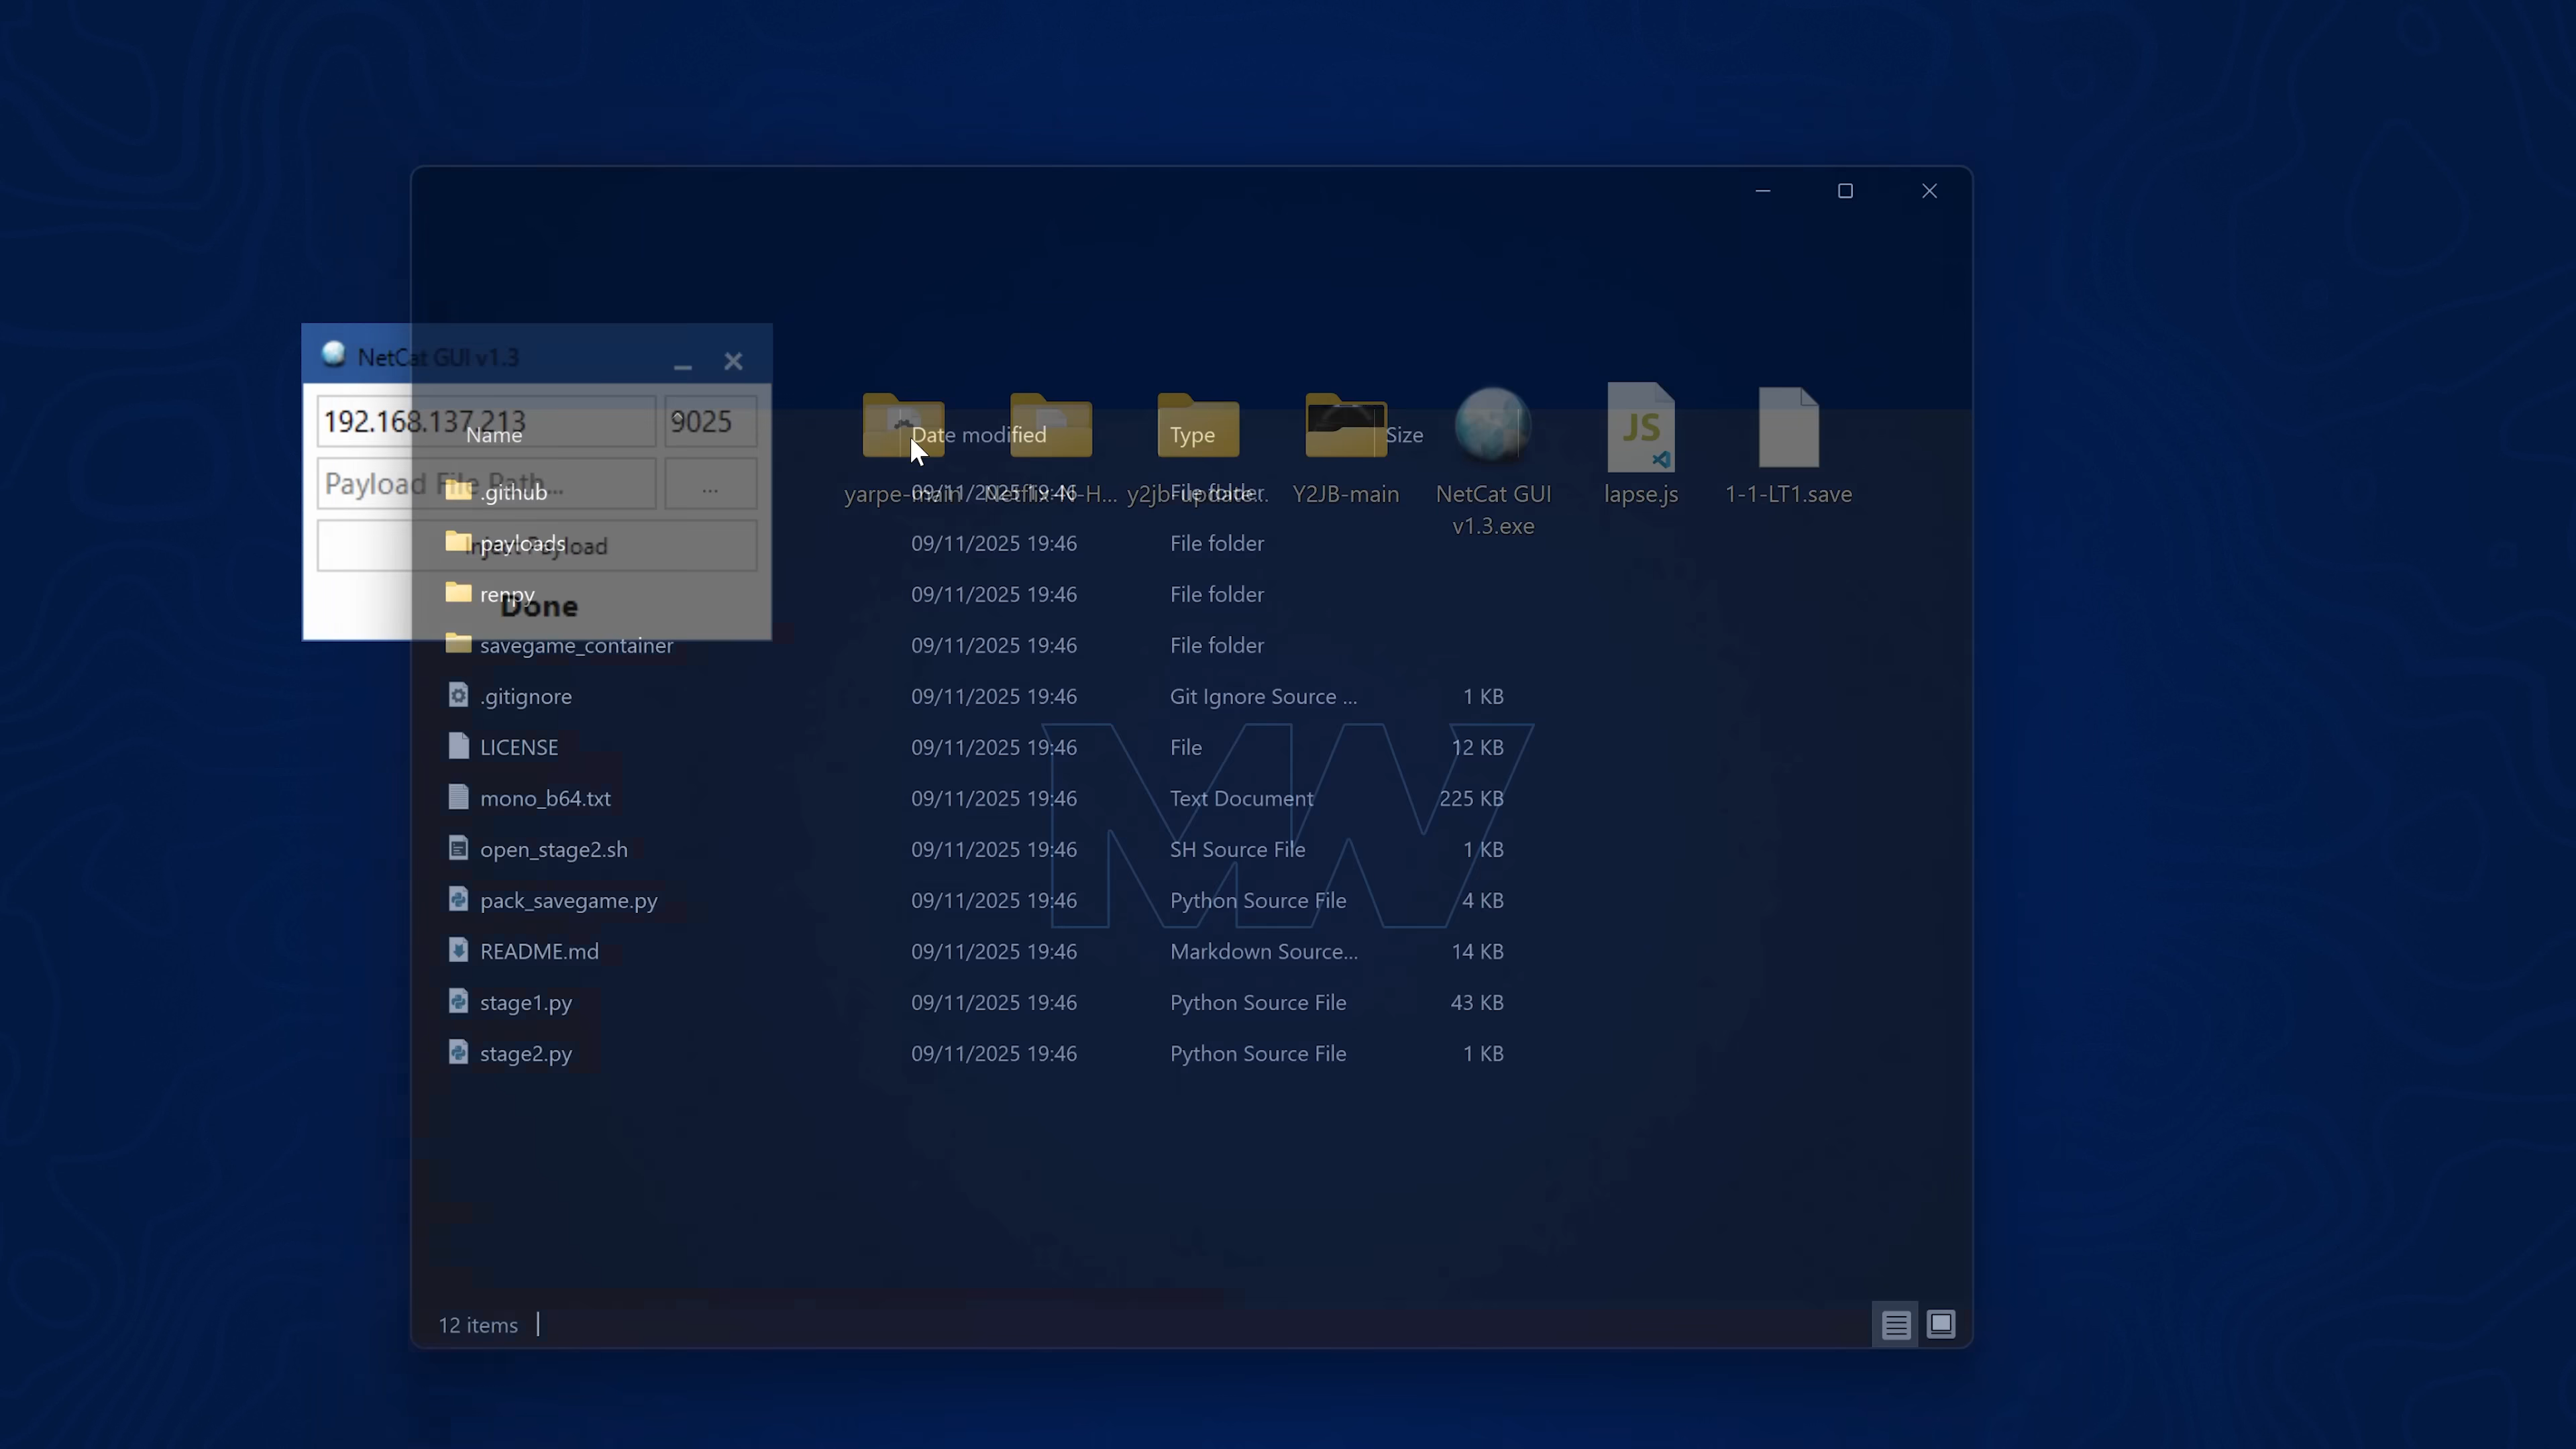 NetCat GUI v1.3
192.168.137.213 9025
Payload File Path... ...
Inject Payload
Done
yarpe-main Netflix-N-H... y2jb-update... Y2JB-main NetCat GUI v1.3.exe lapse.js 1-1-LT1.save
JS
Name Date modified Type Size
.github 09/11/2025 19:46 File folder
payloads 09/11/2025 19:46 File folder
renpy 09/11/2025 19:46 File folder
savegame_container 09/11/2025 19:46 File folder
.gitignore 09/11/2025 19:46 Git Ignore Source ... 1 KB
LICENSE 09/11/2025 19:46 File 12 KB
mono_b64.txt 09/11/2025 19:46 Text Document 225 KB
open_stage2.sh 09/11/2025 19:46 SH Source File 1 KB
pack_savegame.py 09/11/2025 19:46 Python Source File 4 KB
README.md 09/11/2025 19:46 Markdown Source... 14 KB
stage1.py 09/11/2025 19:46 Python Source File 43 KB
stage2.py 09/11/2025 19:46 Python Source File 1 KB
MW
12 items